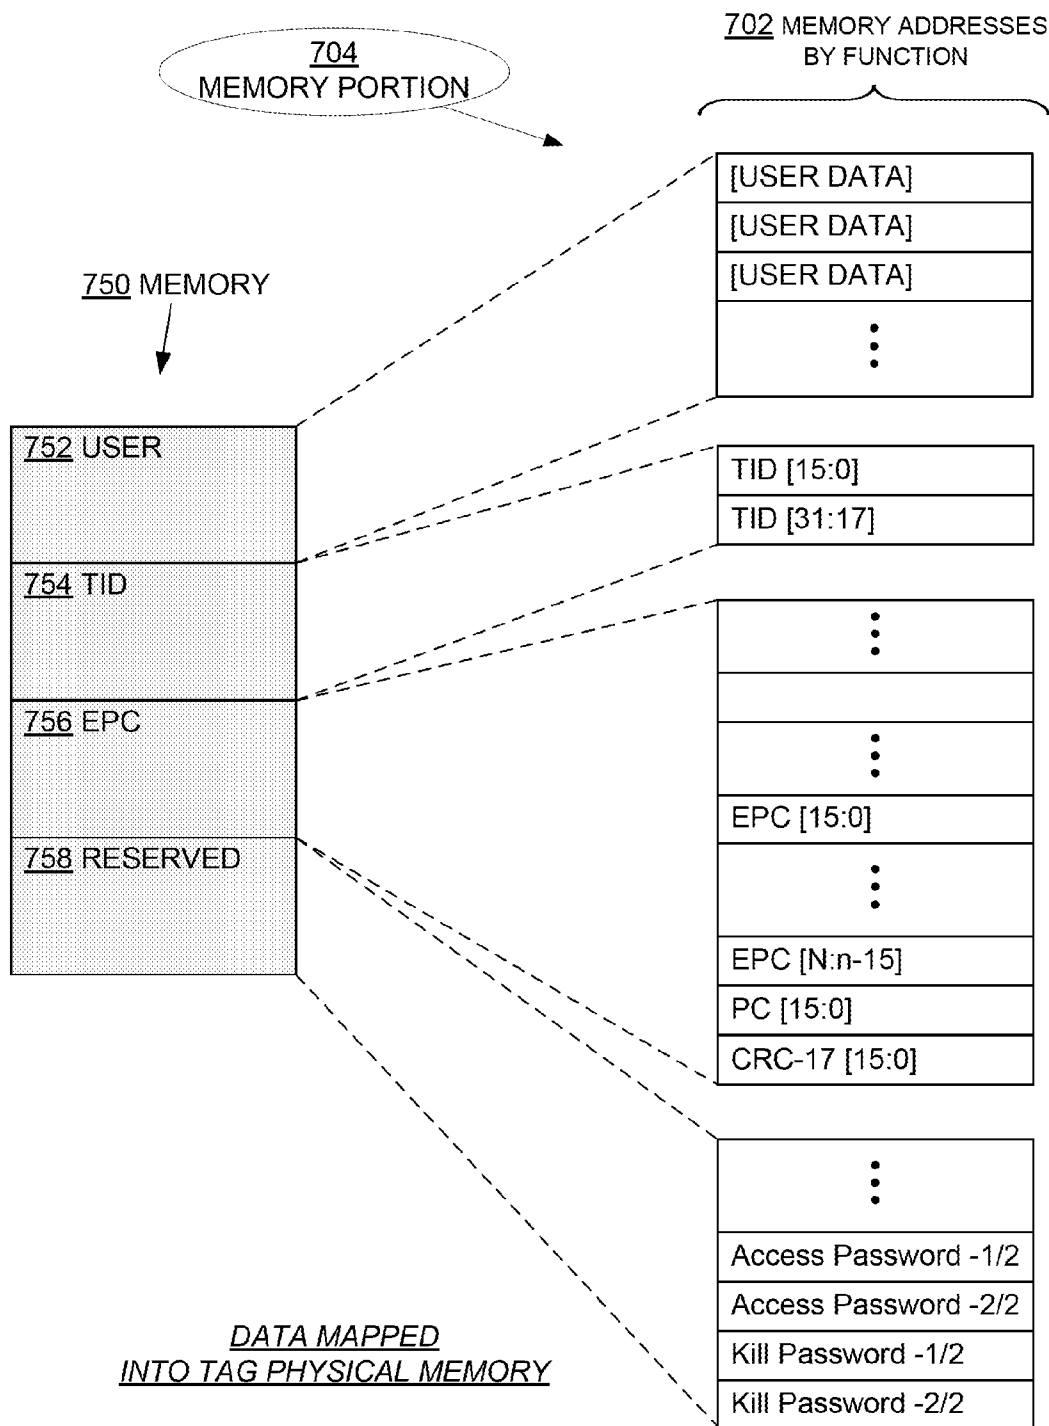 702 MEMORY ADDRESSES
BY FUNCTION
704
MEMORY PORTION
[USER DATA]
[USER DATA]
[USER DATA]
750 MEMORY
752 USER
754 TID
756 EPC
758 RESERVED
TID [15:0]
TID [31:17]
EPC [15:0]
EPC [N:n-15]
PC [15:0]
CRC-17 [15:0]
Access Password -1/2
Access Password -2/2
Kill Password -1/2
Kill Password -2/2
DATA MAPPED
INTO TAG PHYSICAL MEMORY